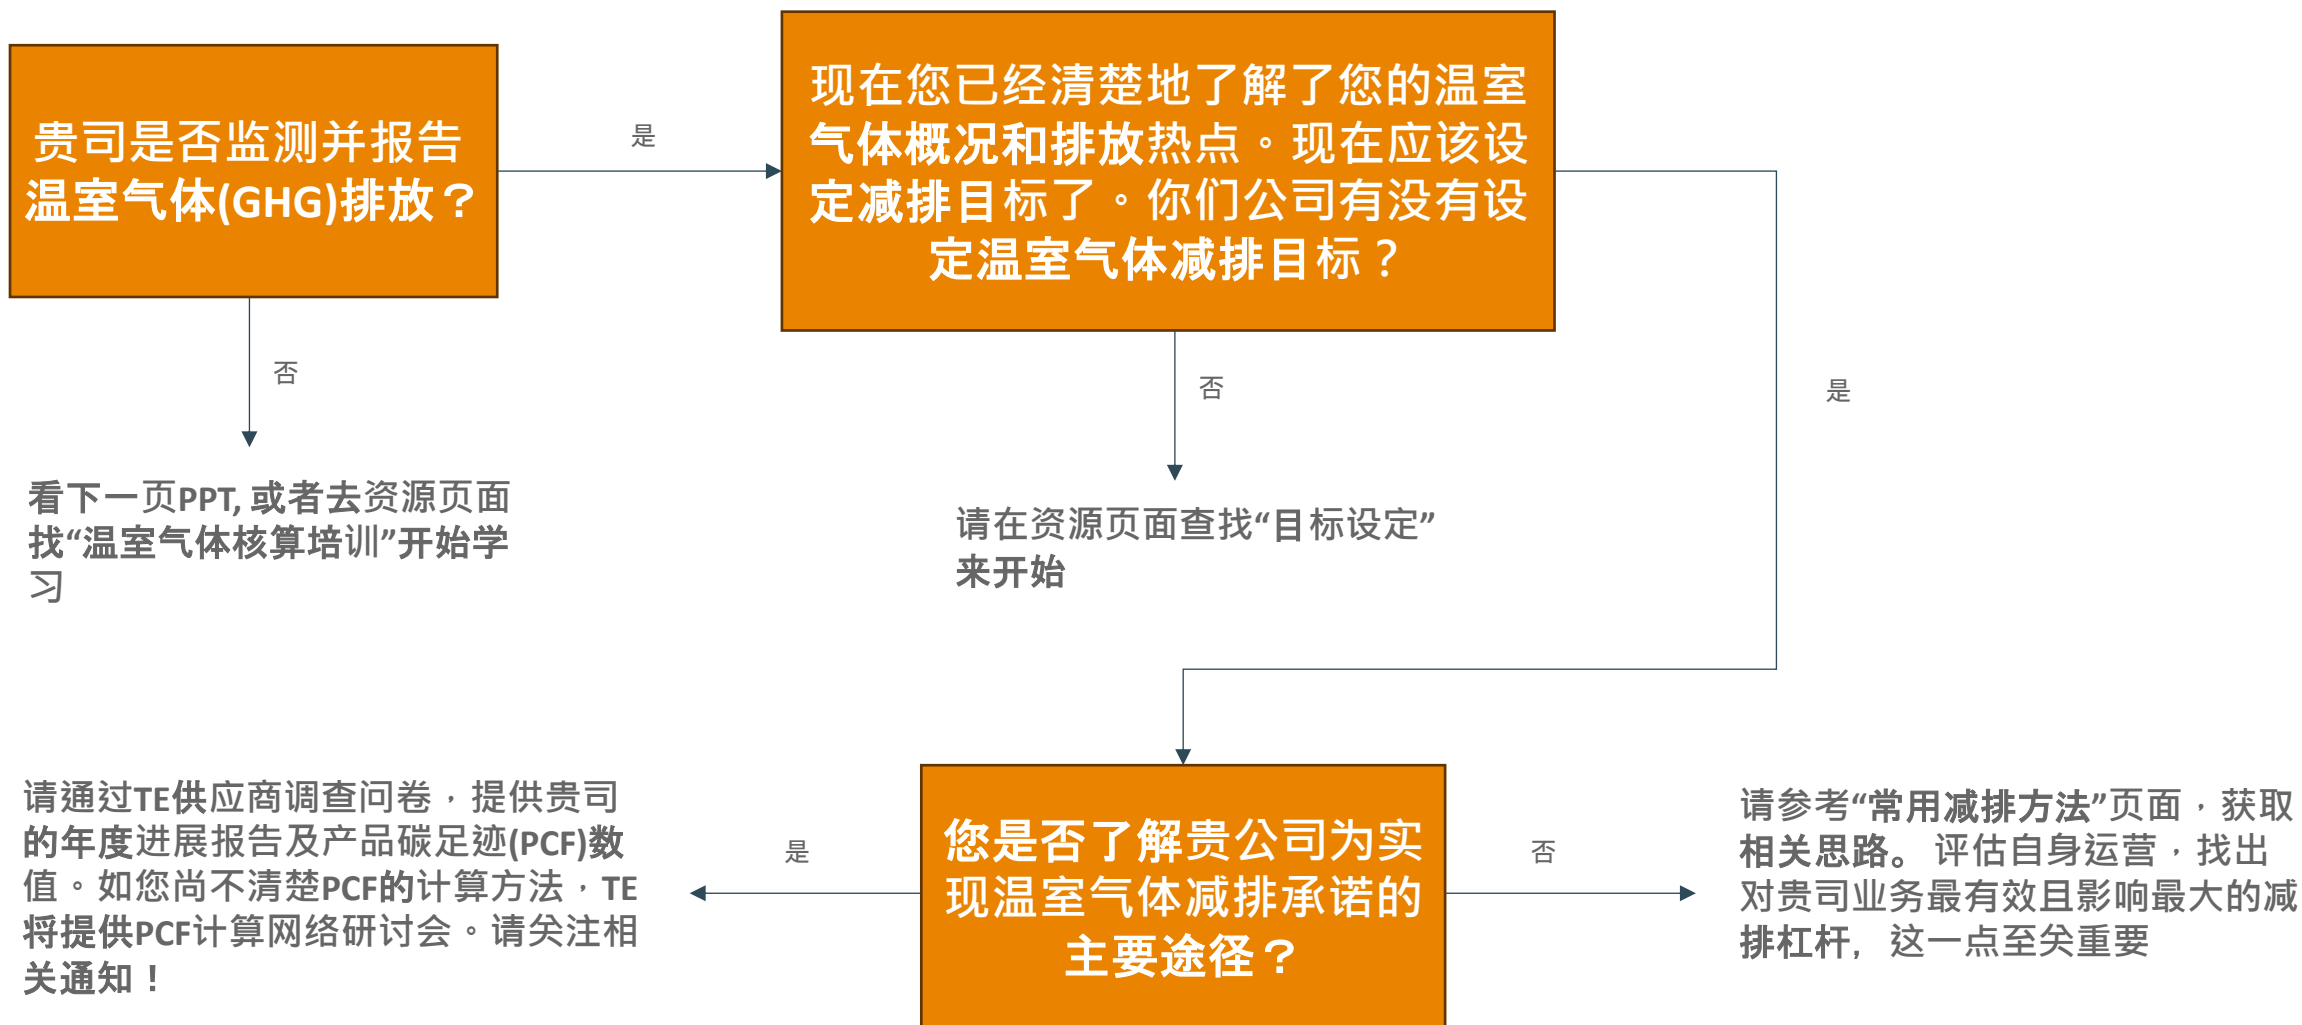 贵司是否监测并报告
温室气体(GHG)排放？
是
现在您已经清楚地了解了您的温室
气体概况和排放热点。现在应该设
定减排目标了。你们公司有没有设
定温室气体减排目标？
否
否
是
看下一页PPT, 或者去资源页面
找“温室气体核算培训”开始学
习
请在资源页面查找“目标设定”
来开始
请通过TE供应商调查问卷，提供贵司
的年度进展报告及产品碳足迹(PCF)数
值。如您尚不清楚PCF的计算方法，TE
将提供PCF计算网络研讨会。请关注相
关通知！
是
您是否了解贵公司为实
现温室气体减排承诺的
主要途径？
否
请参考“常用减排方法”页面，获取
相关思路。 评估自身运营，找出
对贵司业务最有效且影响最大的减
排杠杆， 这一点至关重要